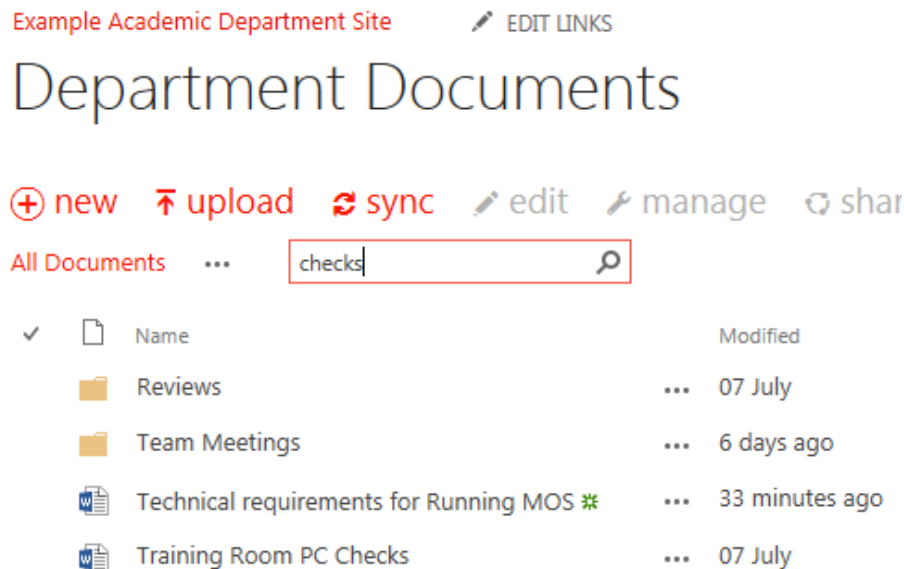 Example Academic Department Site EDIT LINKS
Department Documents
new upload sync edit manage shar
All Documents ... checks
Name Modified
Reviews ... 07 July
Team Meetings ... 6 days ago
Technical requirements for Running MOS ... 33 minutes ago
Training Room PC Checks ... 07 July